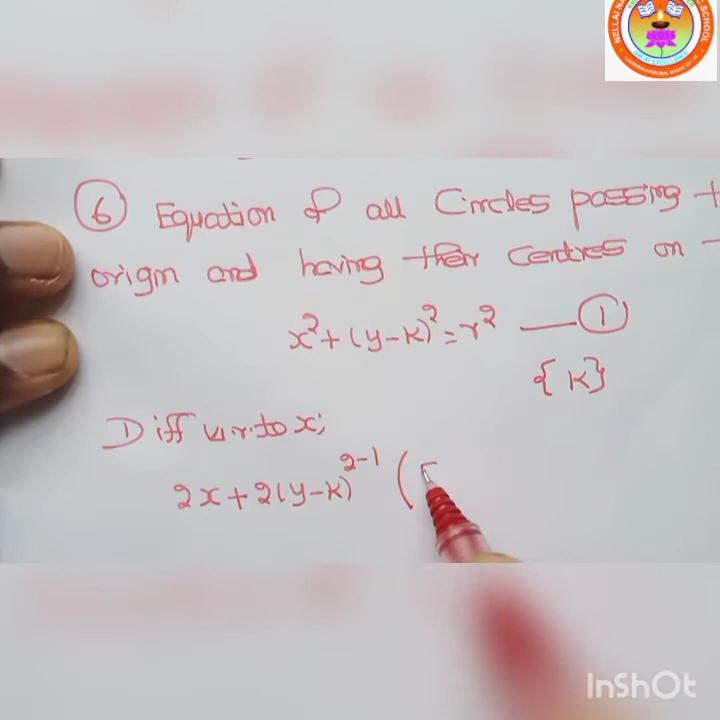 SCHOOL
⑥ Equation of all Circles passing
origin and having their Centres on
x²+(y-k)²=r² — ①
{k}
Diff w.r.to x;
2x+2(y-k)²⁻¹ (
InShOt